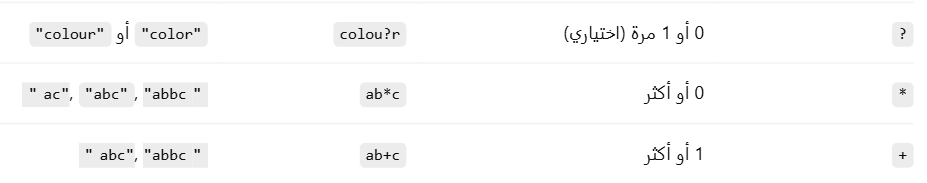 ? 0 أو 1 مرة (اختياري) colou?r "color" أو "colour"
* 0 أو أكثر ab*c " ac", "abc", "abbc "
+ 1 أو أكثر ab+c " abc", "abbc "